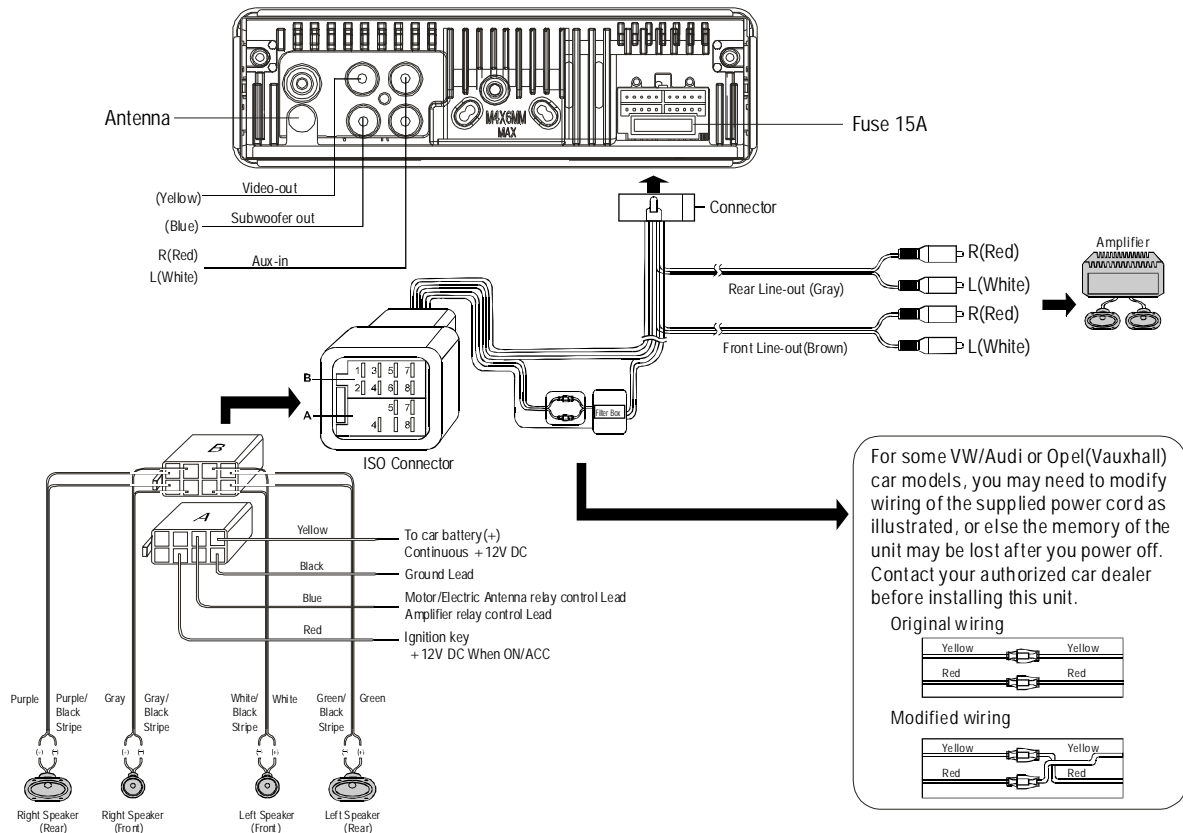 M4X6MM
MAX
Antenna
Fuse 15A
(Yellow)
Video-out
(Blue)
Subwoofer out
R(Red)
L(White)
Aux-in
Connector
R(Red)
L(White)
Rear Line-out (Gray)
R(Red)
L(White)
Front Line-out(Brown)
Amplifier
B
1 3 5 7
2 4 6 8
A
5 7
4 8
Filter Box
ISO Connector
B
A
Yellow
To car battery(+)
Continuous +12V DC
Black
Ground Lead
Blue
Motor/Electric Antenna relay control Lead
Amplifier relay control Lead
Red
Ignition key
+12V DC When ON/ACC
Purple
Purple/
Black
Stripe
Gray
Gray/
Black
Stripe
White/
Black
Stripe
White
Green/
Black
Stripe
Green
Right Speaker
(Rear)
Right Speaker
(Front)
Left Speaker
(Front)
Left Speaker
(Rear)
For some VW/Audi or Opel(Vauxhall)
car models, you may need to modify
wiring of the supplied power cord as
illustrated, or else the memory of the
unit may be lost after you power off.
Contact your authorized car dealer
before installing this unit.
Original wiring
Yellow Yellow
Red Red
Modified wiring
Yellow Yellow
Red Red